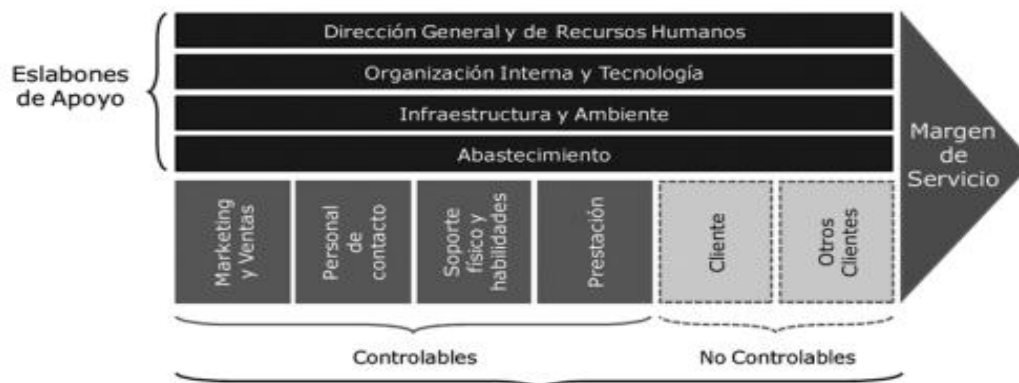 Dirección General y de Recursos Humanos
Eslabones
de Apoyo
Organización Interna y Tecnología
Infraestructura y Ambiente
Abastecimiento
Margen
de
Servicio
Marketing
y Ventas
Personal
de
contacto
Soporte
físico y
habilidades
Prestación
Cliente
Otros
Clientes
Controlables
No Controlables